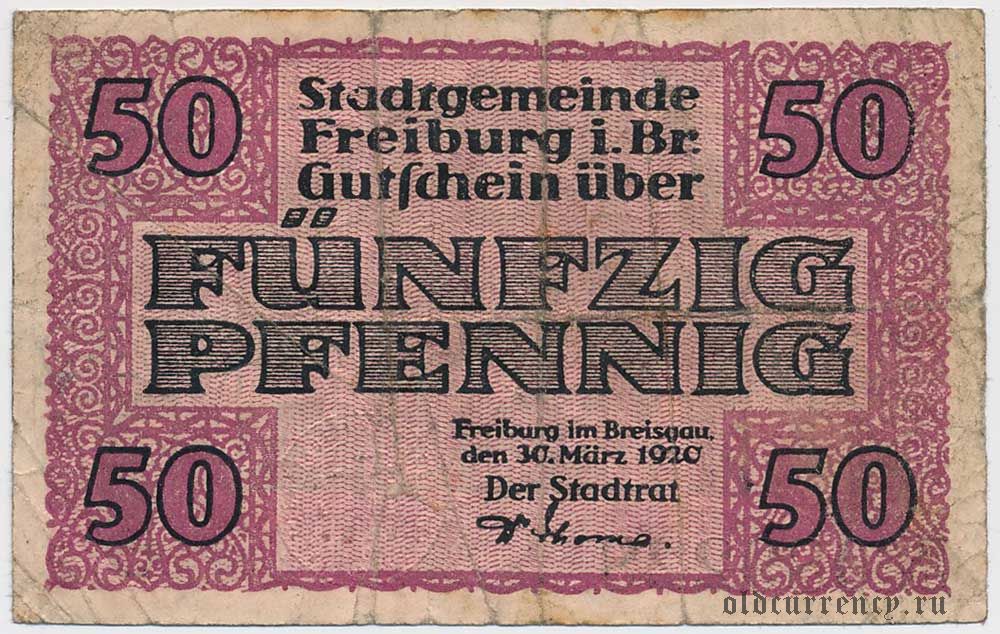 50 50
Stadtgemeinde
Freiburg i. Br.
Gutſchein über
FÜNFZIG
PFENNIG
Freiburg im Breisgau,
den 30. März 1920
Der Stadtrat
50 50
oldcurrency.ru